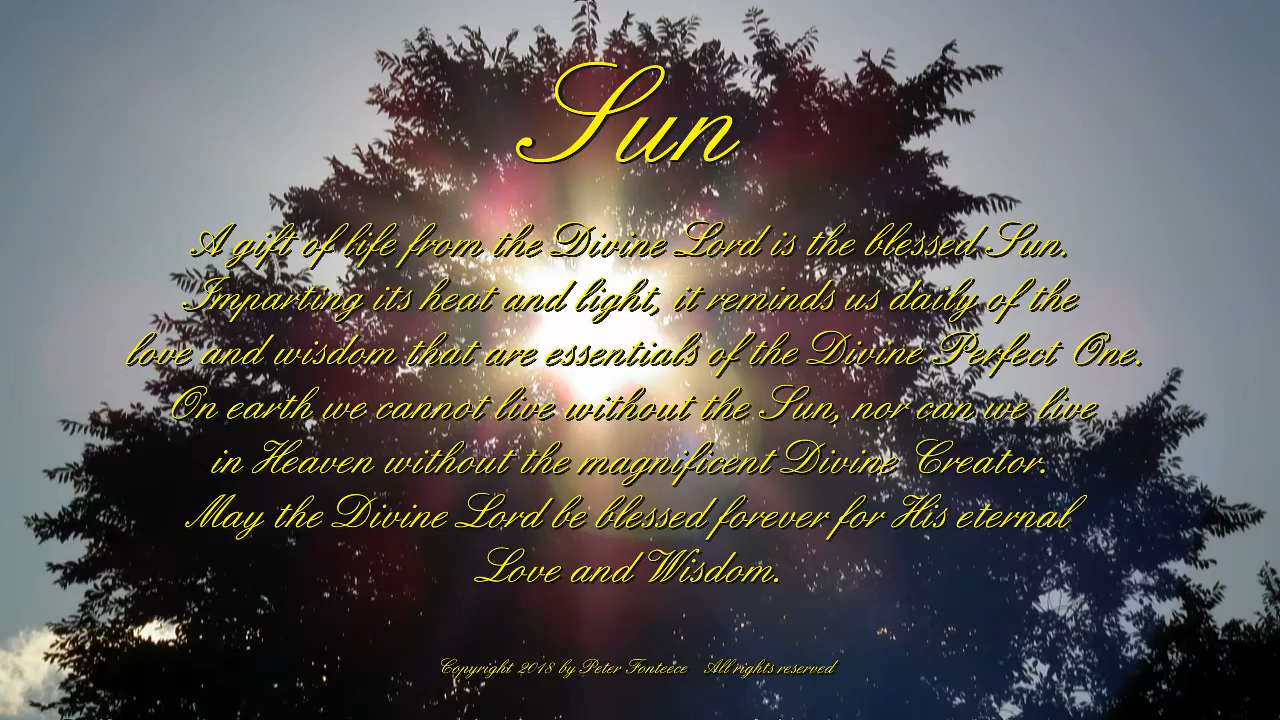 Sun
A gift of life from the Divine Lord is the blessed Sun.
Imparting its heat and light, it reminds us daily of the
love and wisdom that are essentials of the Divine Perfect One.
On earth we cannot live without the Sun, nor can we live
in Heaven without the magnificent Divine Creator.
May the Divine Lord be blessed forever for His eternal
Love and Wisdom.
Copyright 2018 by Peter Fonteece All rights reserved